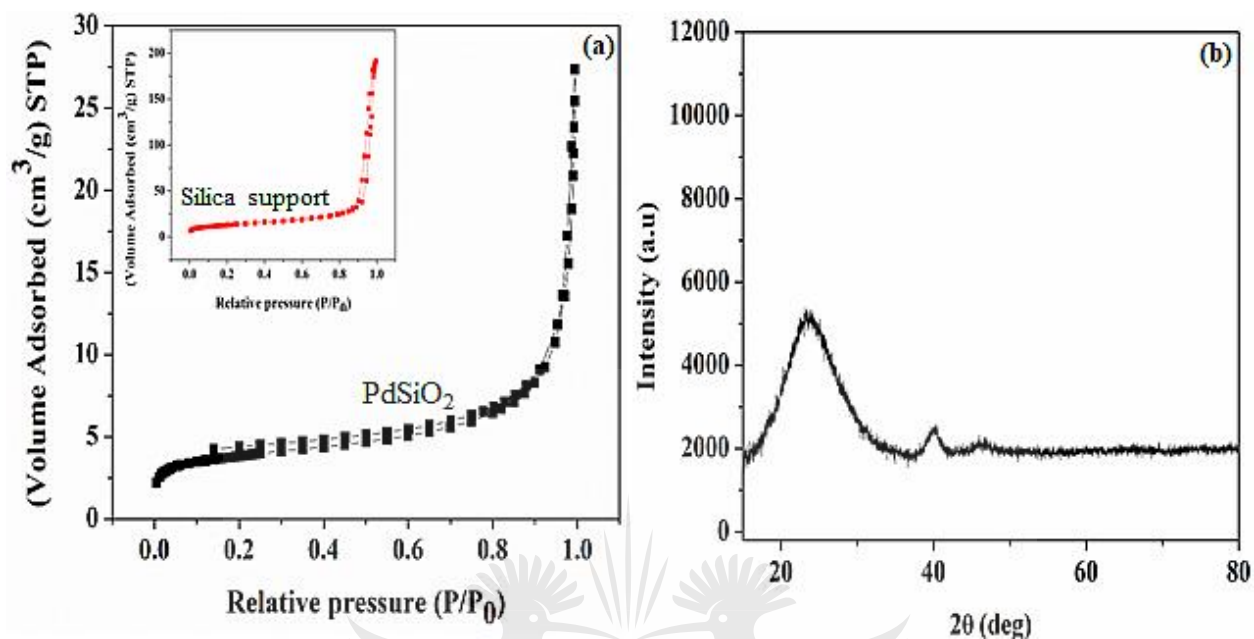 (a)
(Volume Adsorbed (cm³/g) STP)
30
25
20
15
10
5
0
0.0 0.2 0.4 0.6 0.8 1.0
Relative pressure (P/P₀)
PdSiO₂
(Volume Adsorbed (cm³/g) STP)
200
150
100
50
0
Silica support
0.0 0.2 0.4 0.6 0.8 1.0
Relative pressure (P/P₀)
(b)
Intensity (a.u)
12000
10000
8000
6000
4000
2000
0
20 40 60 80
2θ (deg)